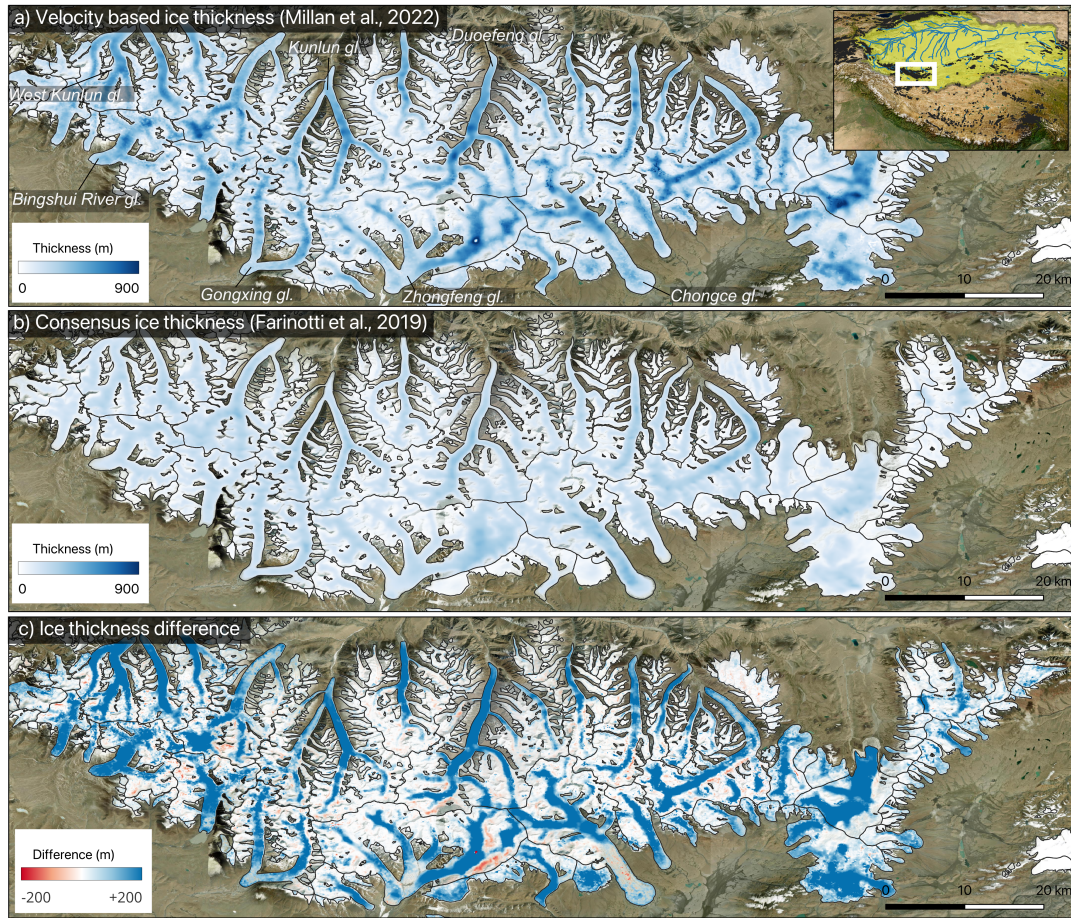 a) Velocity based ice thickness (Millan et al., 2022)
Kunlun gl.
Duoefeng gl.
West Kunlun gl.
Bingshui River gl.
Thickness (m)
0 900
Gongxing gl.
Zhongfeng gl.
Chongce gl.
0 10 20 km
b) Consensus ice thickness (Farinotti et al., 2019)
Thickness (m)
0 900
0 10 20 km
c) Ice thickness difference
Difference (m)
-200 +200
0 10 20 km